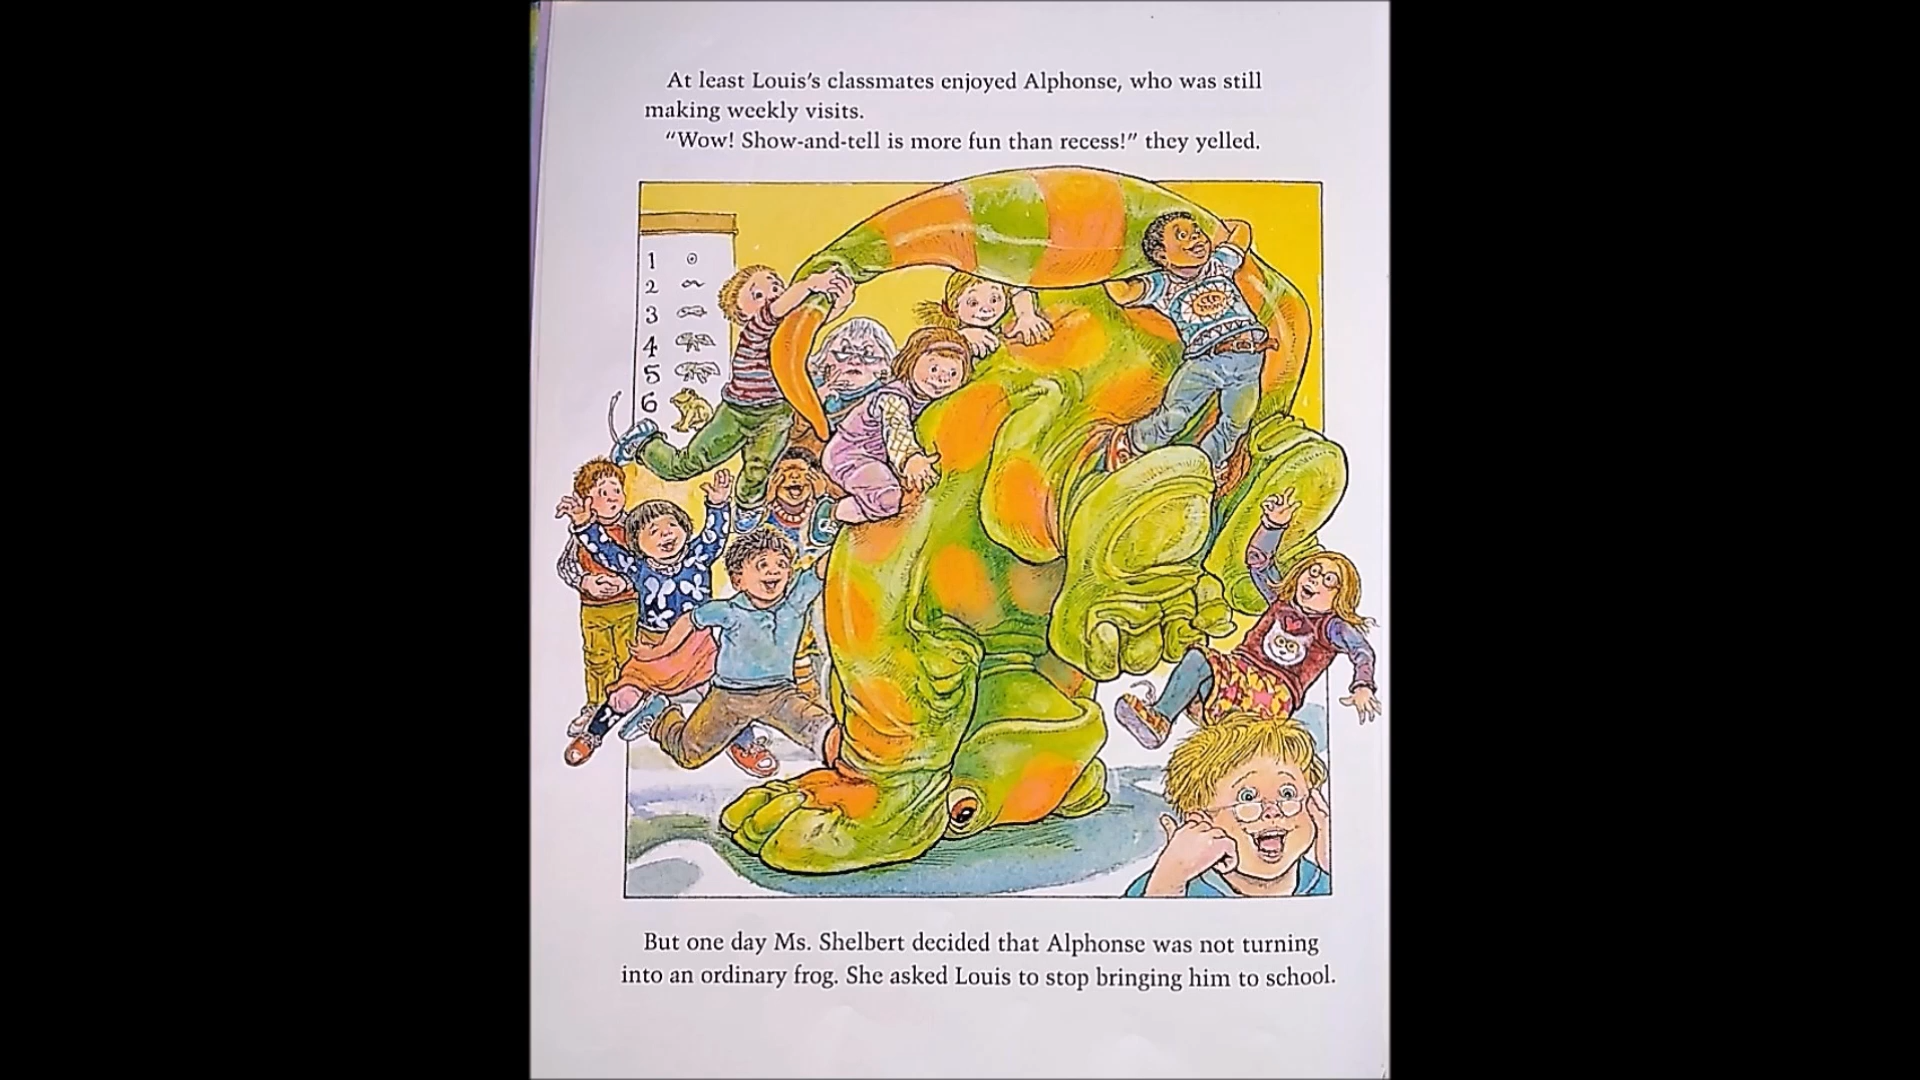 At least Louis's classmates enjoyed Alphonse, who was still
making weekly visits.
"Wow! Show-and-tell is more fun than recess!" they yelled.
1
2
3
4
5
6
But one day Ms. Shelbert decided that Alphonse was not turning
into an ordinary frog. She asked Louis to stop bringing him to school.